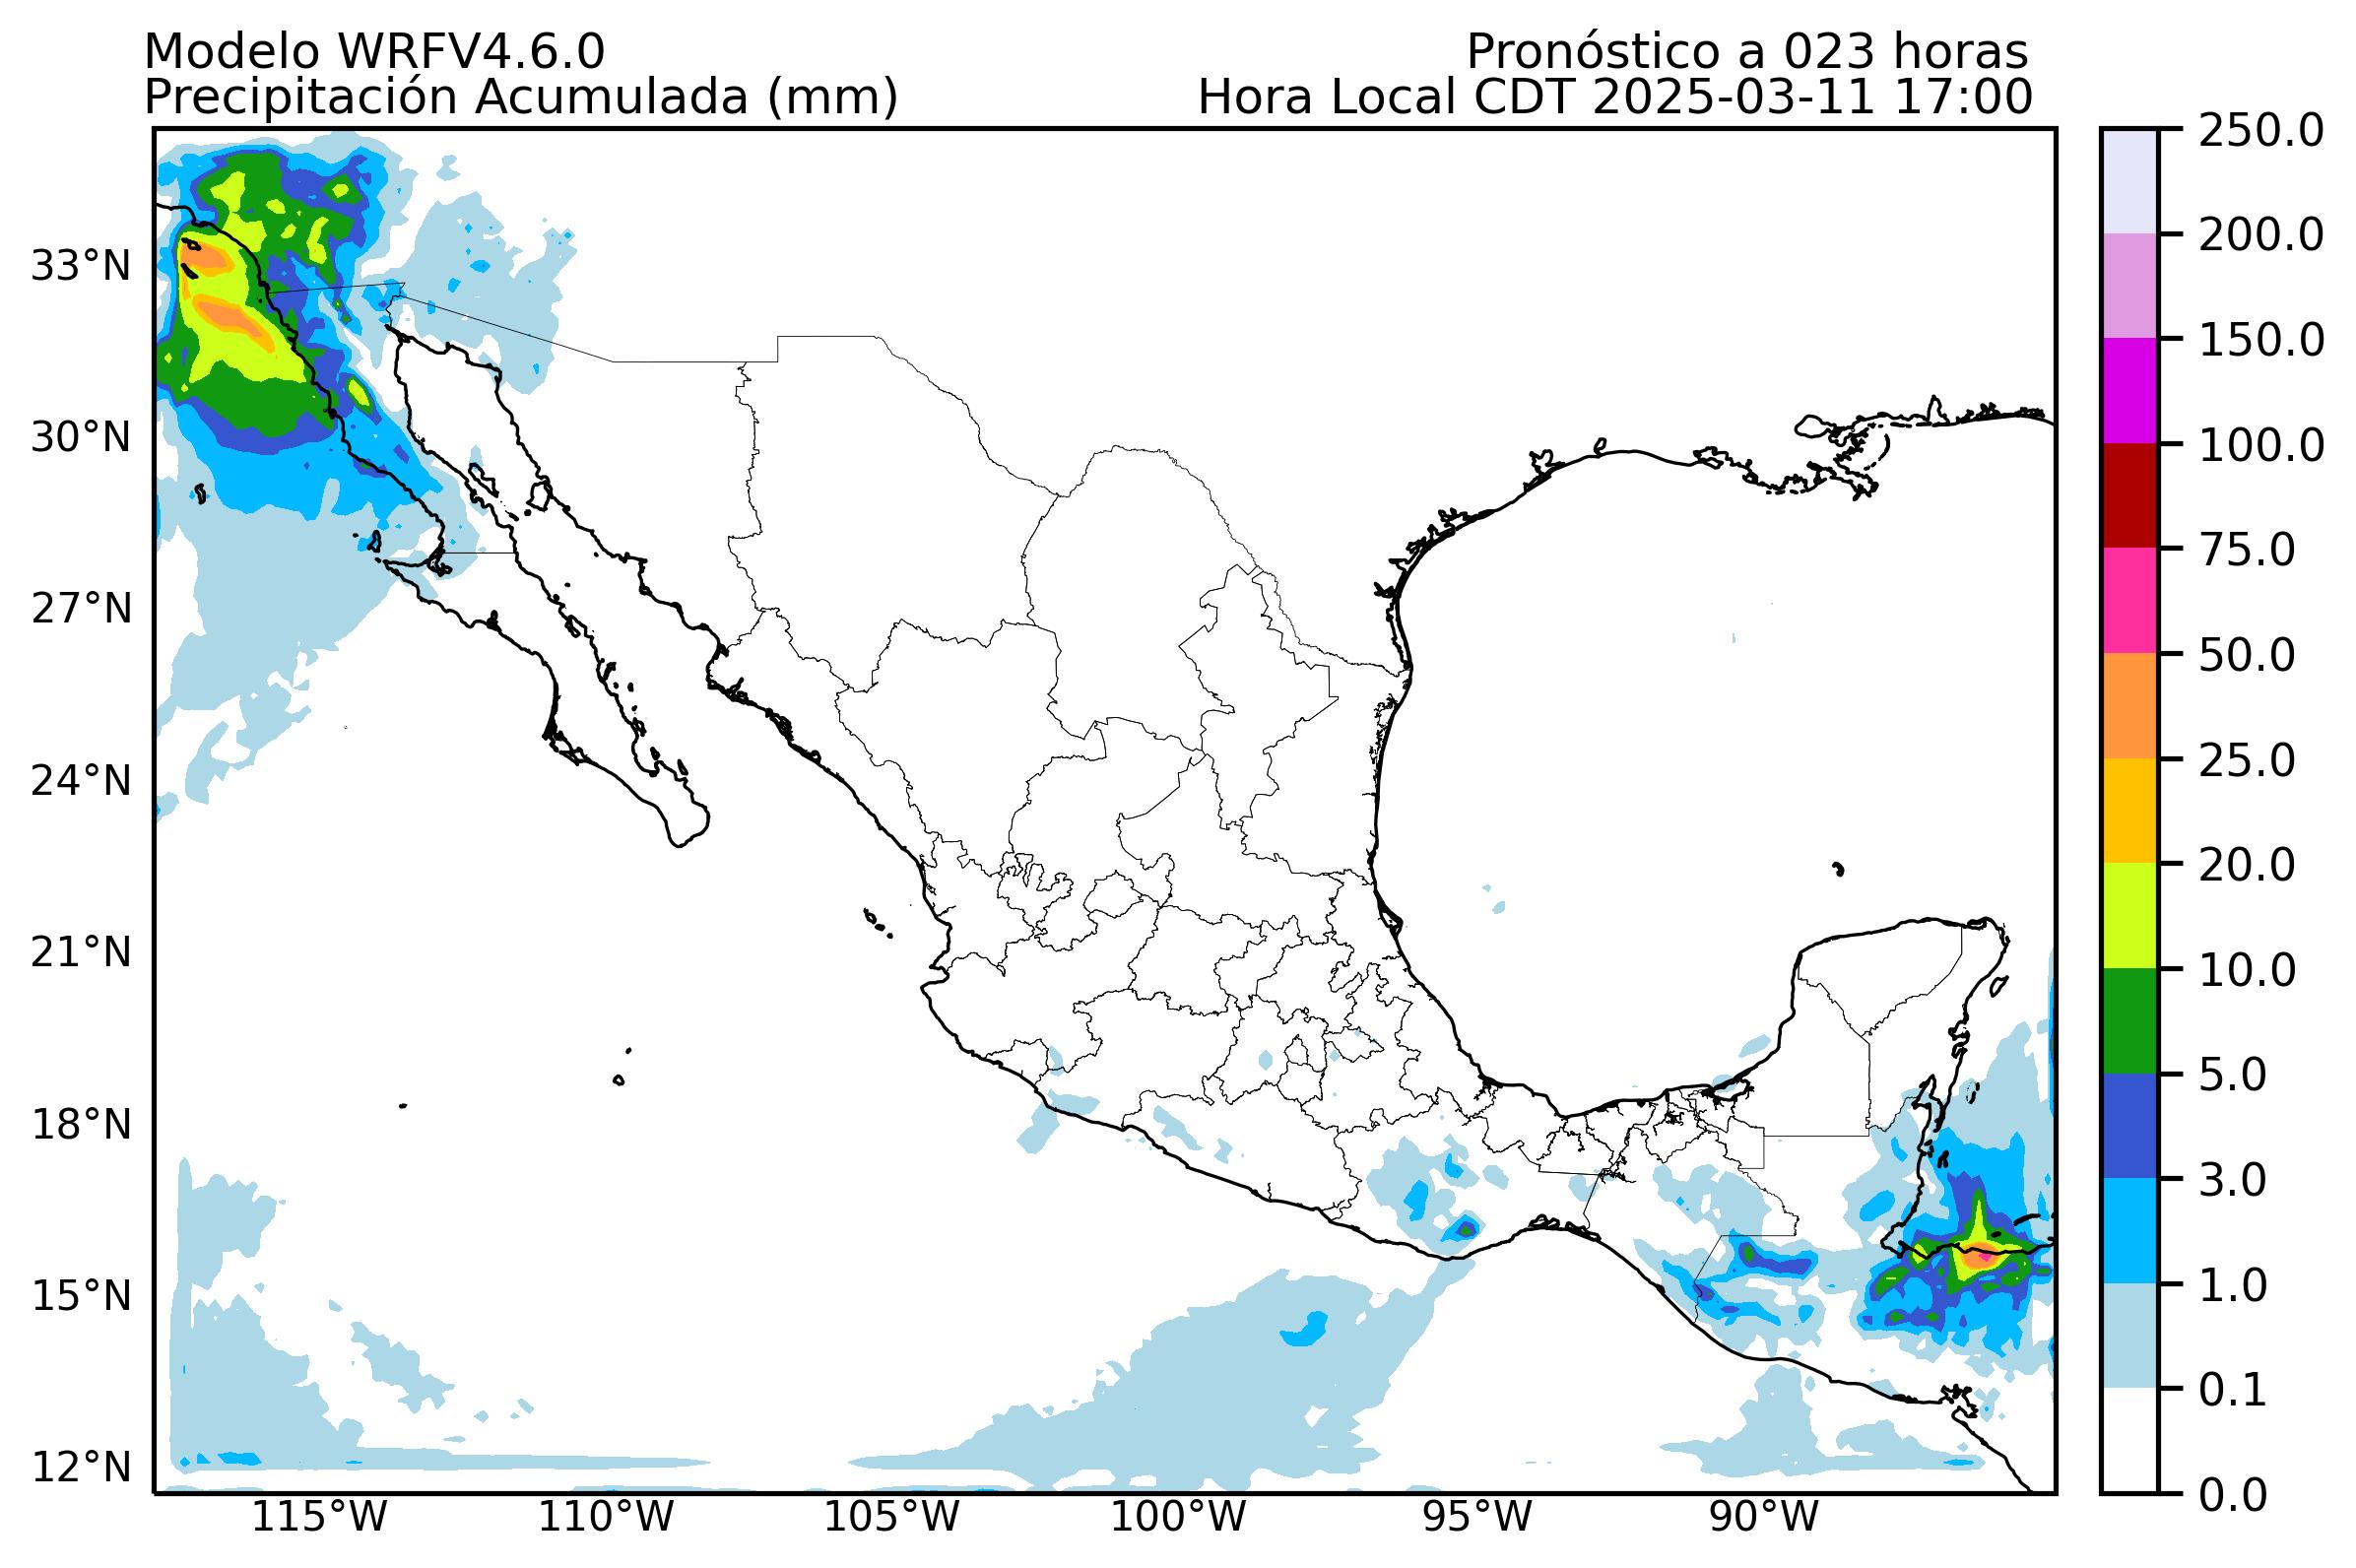 Modelo WRFV4.6.0
Pronóstico a 023 horas
Precipitación Acumulada (mm)
Hora Local CDT 2025-03-11 17:00
33°N
30°N
27°N
24°N
21°N
18°N
15°N
12°N
115°W
110°W
105°W
100°W
95°W
90°W
250.0
200.0
150.0
100.0
75.0
50.0
25.0
20.0
10.0
5.0
3.0
1.0
0.1
0.0